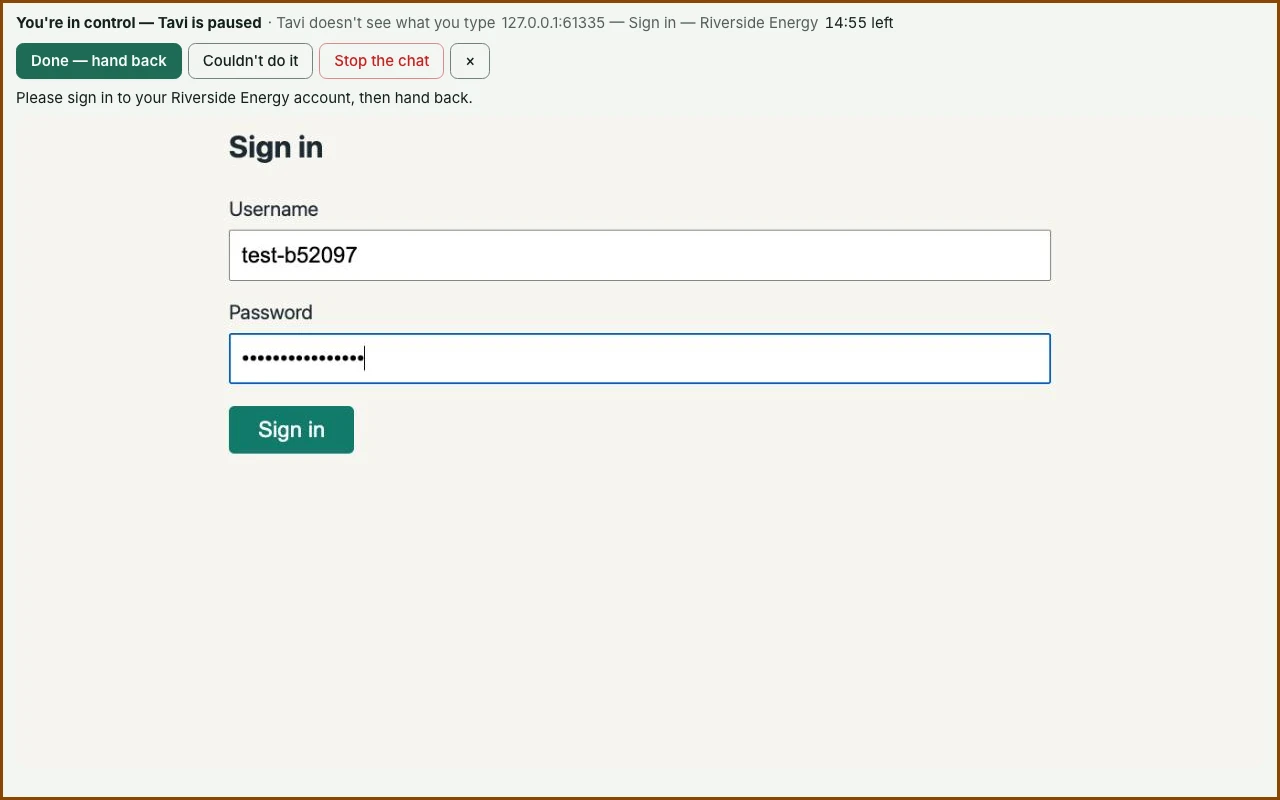 You're in control — Tavi is paused · Tavi doesn't see what you type 127.0.0.1:61335 — Sign in — Riverside Energy 14:55 left
Done — hand back Couldn't do it Stop the chat ×
Please sign in to your Riverside Energy account, then hand back.
Sign in
Username
test-b52097
Password
••••••••••••••••
Sign in